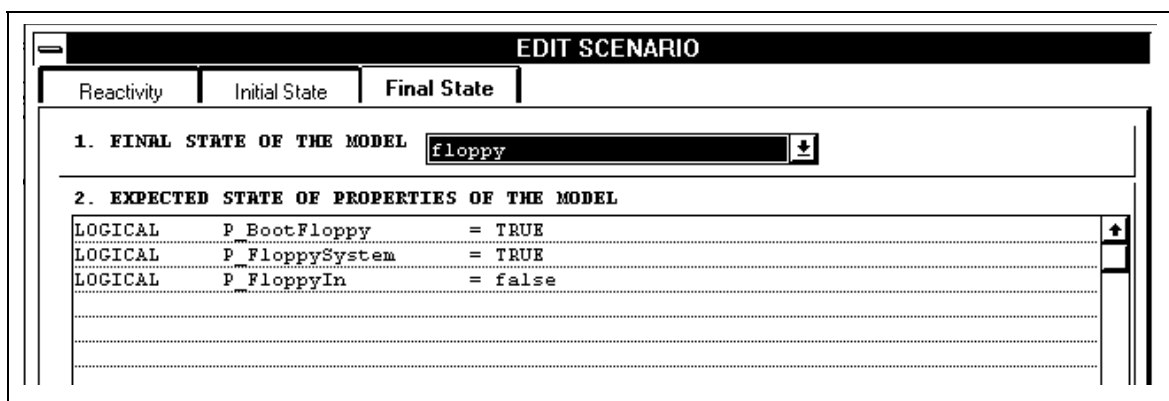 EDIT SCENARIO
Reactivity Initial State Final State
1. FINAL STATE OF THE MODEL floppy
2. EXPECTED STATE OF PROPERTIES OF THE MODEL
LOGICAL P_BootFloppy = TRUE
LOGICAL P_FloppySystem = TRUE
LOGICAL P_FloppyIn = false